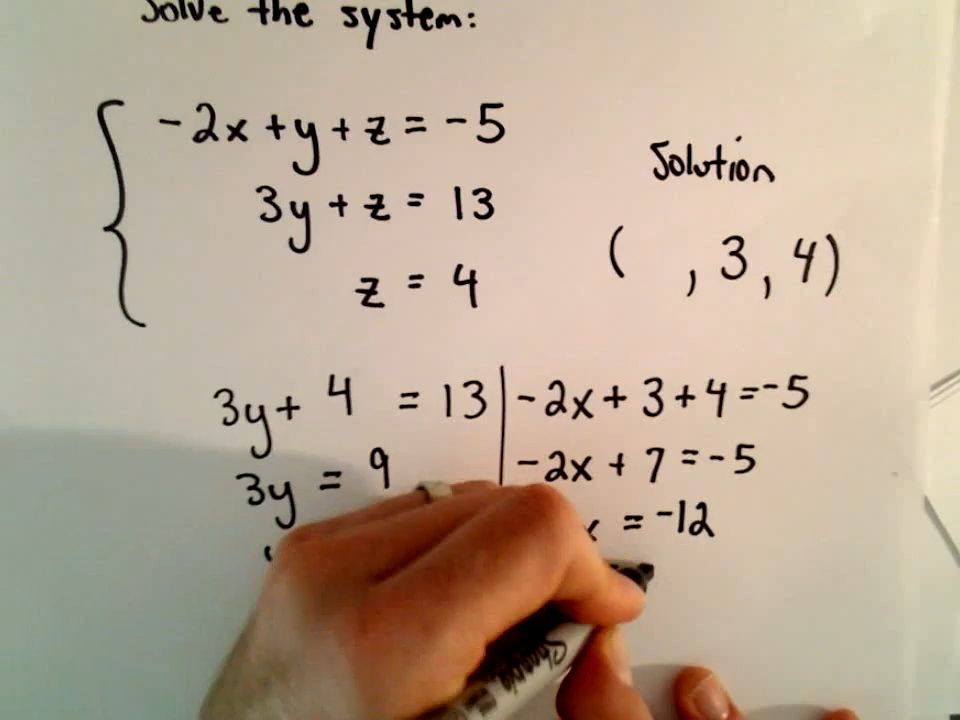 Solve the system:
-2x + y + z = -5
3y + z = 13
z = 4
Solution
( , 3, 4)
3y + 4 = 13
3y = 9
-2x + 3 + 4 = -5
-2x + 7 = -5
x = -12
Sharpie